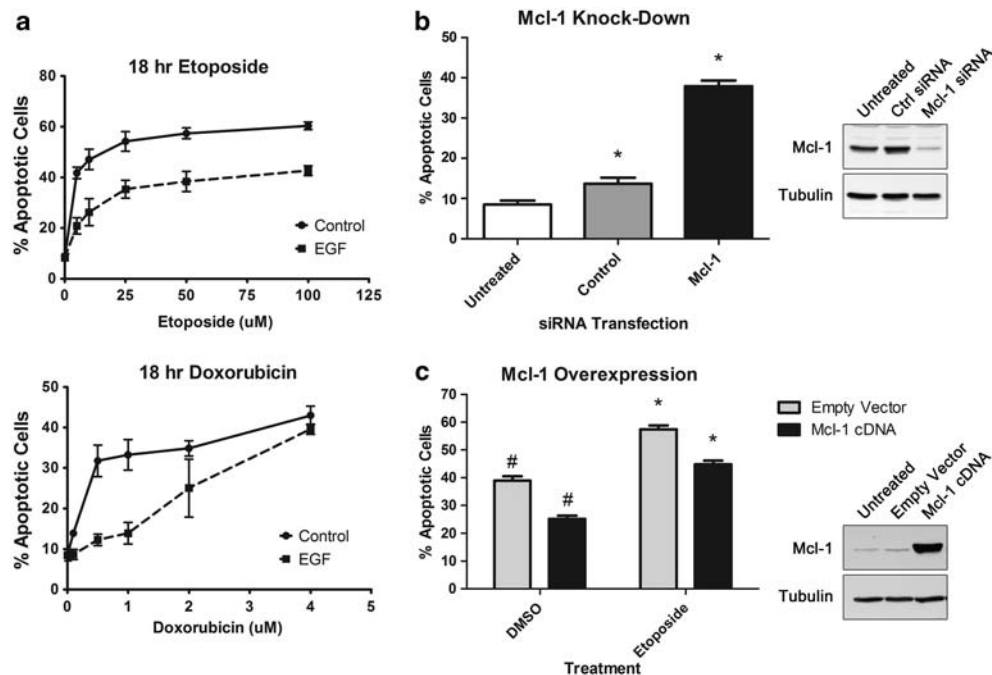 a
18 hr Etoposide
% Apoptotic Cells
80
60
40
20
0
0 25 50 75 100 125
Etoposide (uM)
Control
EGF
18 hr Doxorubicin
% Apoptotic Cells
50
40
30
20
10
0
0 1 2 3 4 5
Doxorubicin (uM)
Control
EGF
b
Mcl-1 Knock-Down
% Apoptotic Cells
50
40
30
20
10
0
*
*
Untreated
Control
Mcl-1
siRNA Transfection
Untreated
Ctrl siRNA
Mcl-1 siRNA
Mcl-1
Tubulin
c
Mcl-1 Overexpression
% Apoptotic Cells
70
60
50
40
30
20
10
0
#
#
*
*
DMSO
Etoposide
Treatment
Empty Vector
Mcl-1 cDNA
Untreated
Empty Vector
Mcl-1 cDNA
Mcl-1
Tubulin